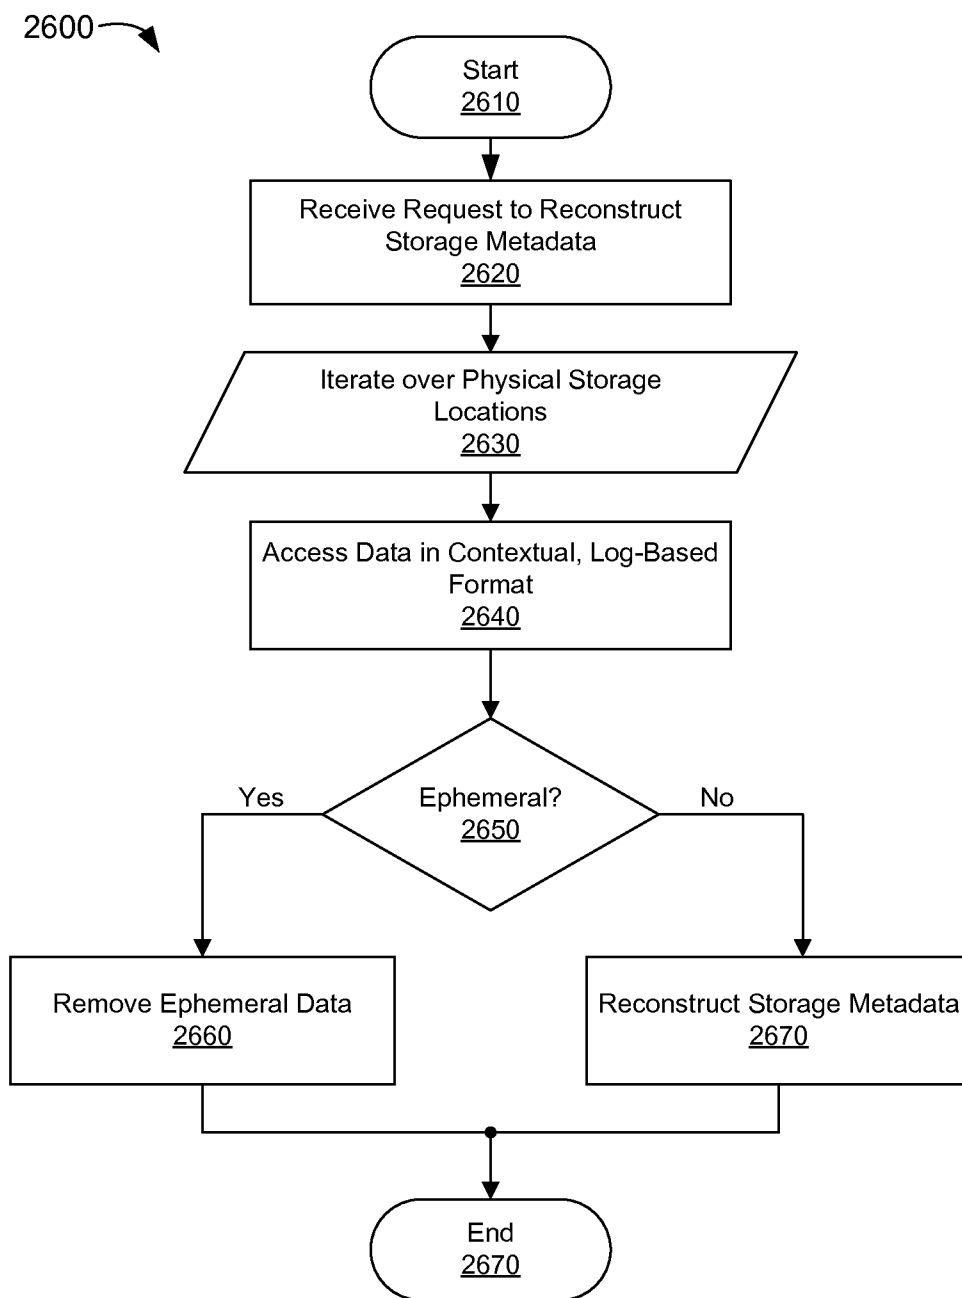 2600
Start
2610
Receive Request to Reconstruct
Storage Metadata
2620
Iterate over Physical Storage
Locations
2630
Access Data in Contextual, Log-Based
Format
2640
Ephemeral?
2650
Yes
No
Remove Ephemeral Data
2660
Reconstruct Storage Metadata
2670
End
2670